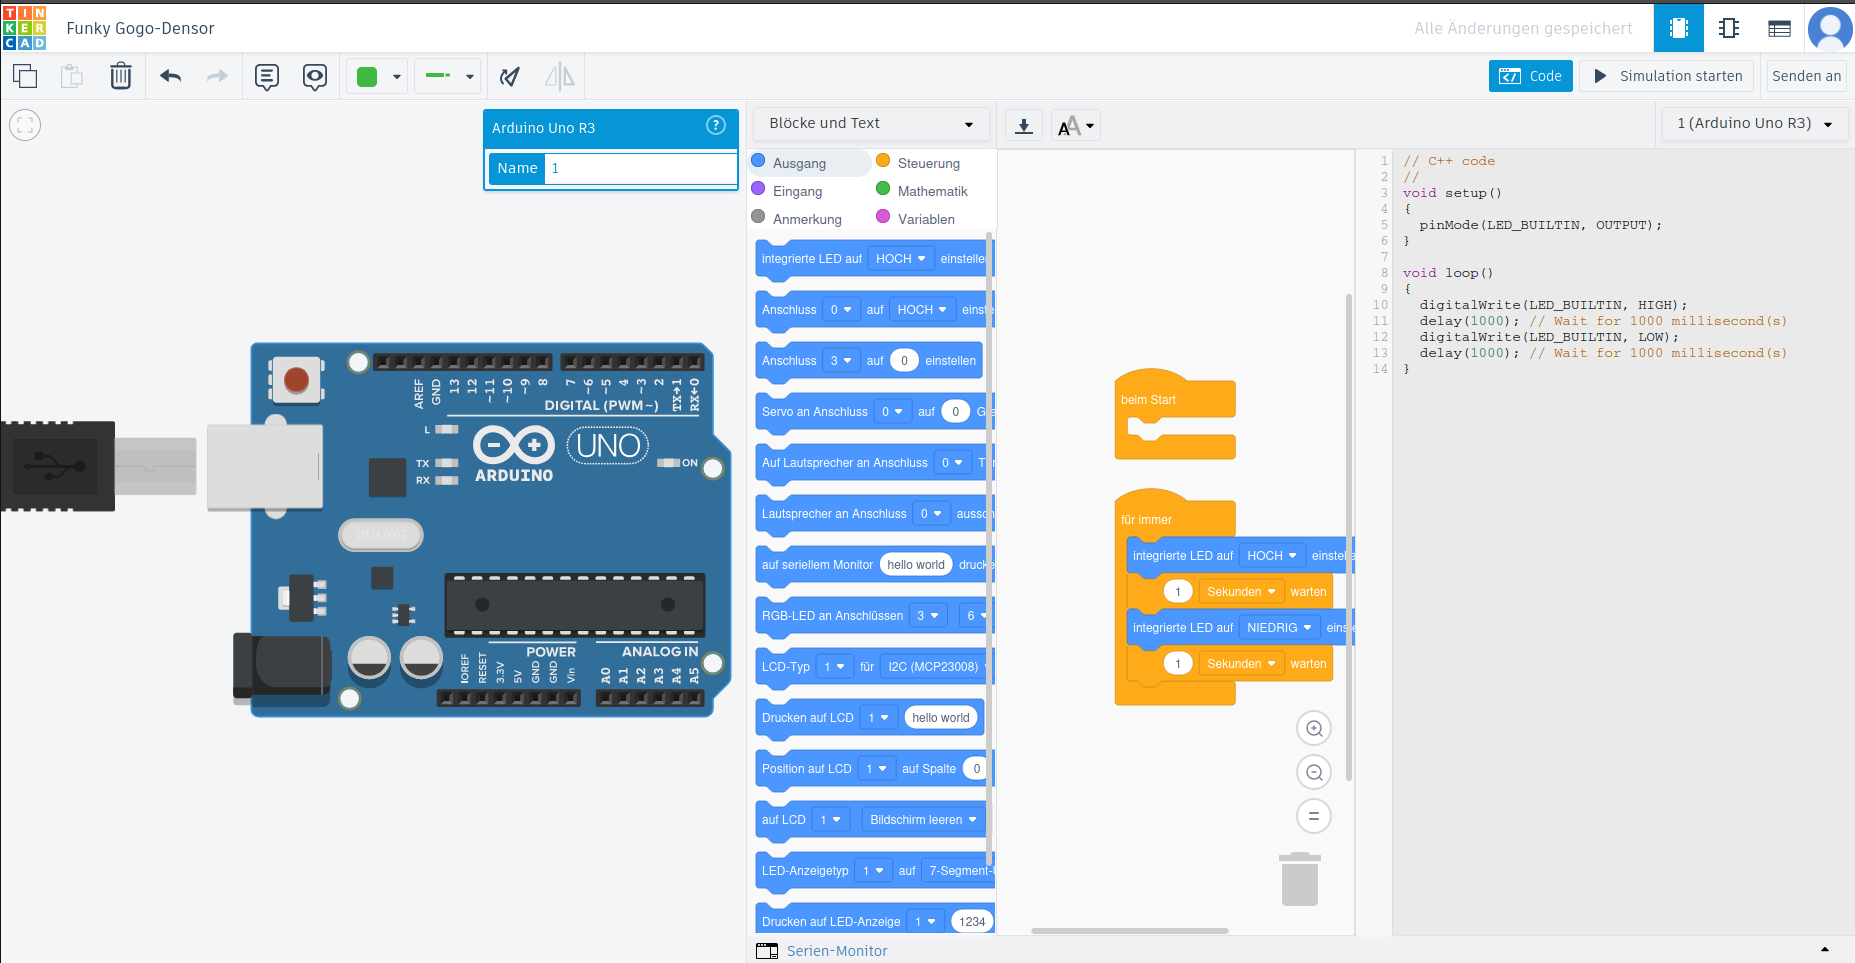 TIN
KER
CAD
Funky Gogo-Densor
Alle Änderungen gespeichert
Code
Simulation starten
Senden an
Arduino Uno R3
?
Name 1
Blöcke und Text
AA
1 (Arduino Uno R3)
Ausgang
Steuerung
Eingang
Mathematik
Anmerkung
Variablen
integrierte LED auf HOCH einstellen
Anschluss 0 auf HOCH einste
Anschluss 3 auf 0 einstellen
Servo an Anschluss 0 auf 0 Gra
Auf Lautsprecher an Anschluss 0 T
Lautsprecher an Anschluss 0 aussch
auf seriellem Monitor hello world drucke
RGB-LED an Anschlüssen 3 6
LCD-Typ 1 für I2C (MCP23008)
Drucken auf LCD 1 hello world
Position auf LCD 1 auf Spalte 0
auf LCD 1 Bildschirm leeren
LED-Anzeigetyp 1 auf 7-Segment-
Drucken auf LED-Anzeige 1 1234
beim Start
für immer
integrierte LED auf HOCH einstelle
1 Sekunden warten
integrierte LED auf NIEDRIG einste
1 Sekunden warten
1 // C++ code
2 //
3 void setup()
4 {
5 pinMode(LED_BUILTIN, OUTPUT);
6 }
7
8 void loop()
9 {
10 digitalWrite(LED_BUILTIN, HIGH);
11 delay(1000); // Wait for 1000 millisecond(s)
12 digitalWrite(LED_BUILTIN, LOW);
13 delay(1000); // Wait for 1000 millisecond(s)
14 }
AREF
GND
13
12
~11
~10
~9
8
7
~6
~5
4
~3
2
TX→1
RX←0
DIGITAL (PWM~)
L
TX
RX
ARDUINO
UNO
ON
POWER
ANALOG IN
IOREF
RESET
3.3V
5V
GND
GND
Vin
A0
A1
A2
A3
A4
A5
Serien-Monitor